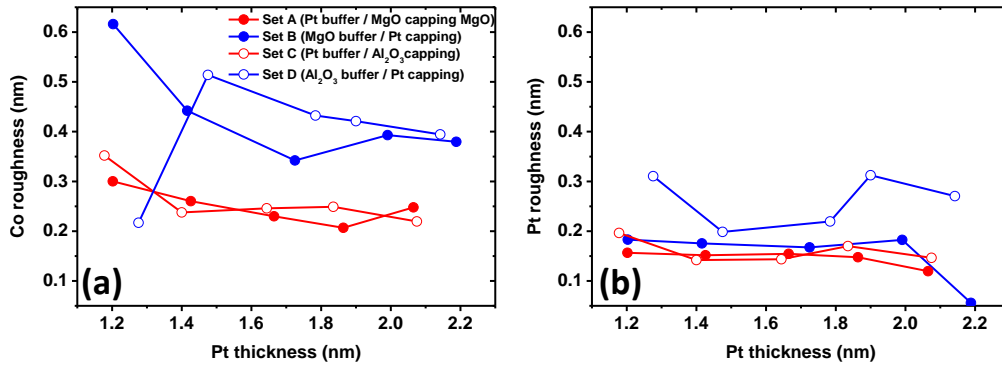 0.6
0.5
0.4
0.3
0.2
0.1
Co roughness (nm)
Set A (Pt buffer / MgO capping MgO)
Set B (MgO buffer / Pt capping)
Set C (Pt buffer / Al2O3capping)
Set D (Al2O3 buffer / Pt capping)
(a)
1.2 1.4 1.6 1.8 2.0 2.2
Pt thickness (nm)
0.6
0.5
0.4
0.3
0.2
0.1
Pt roughness (nm)
(b)
1.2 1.4 1.6 1.8 2.0 2.2
Pt thickness (nm)